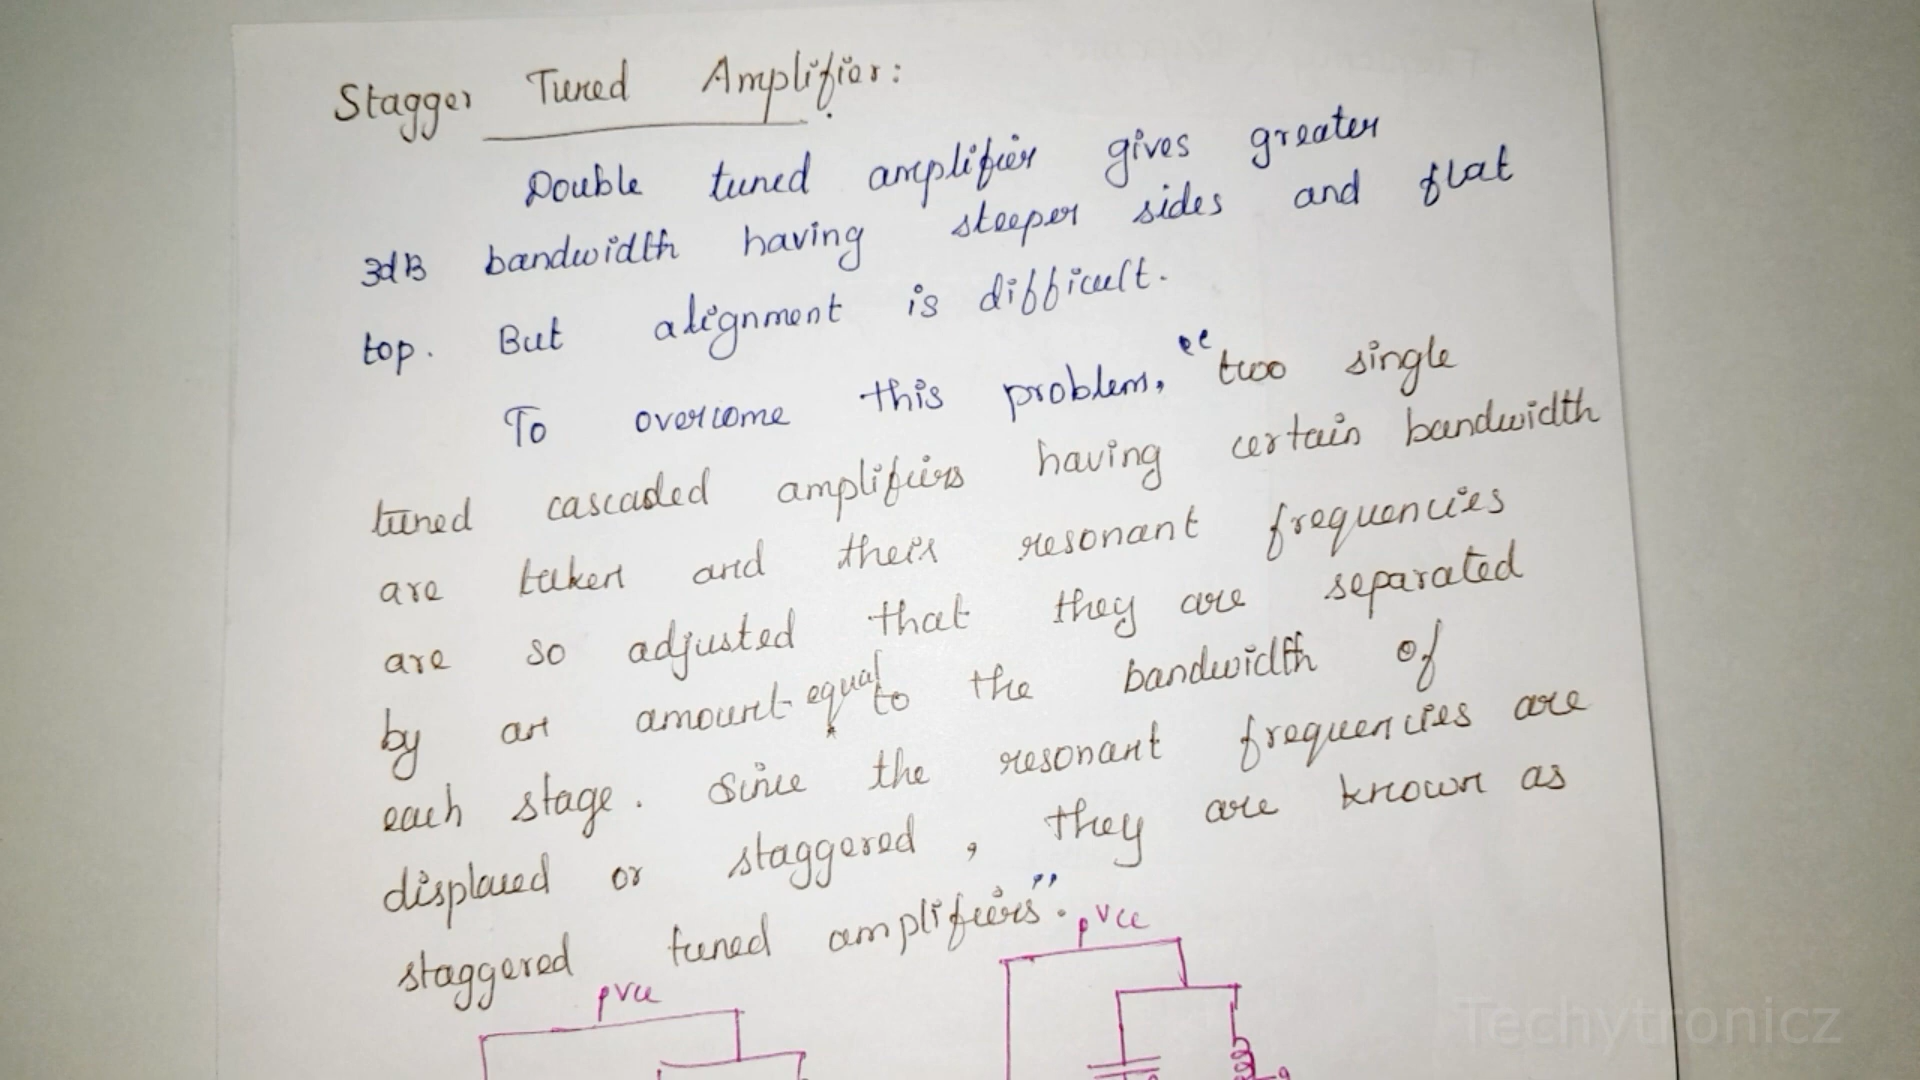 Stagger Tuned Amplifier:
Double tuned amplifier gives greater
3dB bandwidth having steeper sides and flat
top. But alignment is difficult.
To overcome this problem, "two single
tuned cascaded amplifiers having certain bandwidth
are taken and their resonant frequencies
are so adjusted that they are separated
by an amount equal to the bandwidth of
each stage. Since the resonant frequencies are
displaced or staggered, they are known as
staggered tuned amplifiers".
Vcc
Vcc
Techytronicz